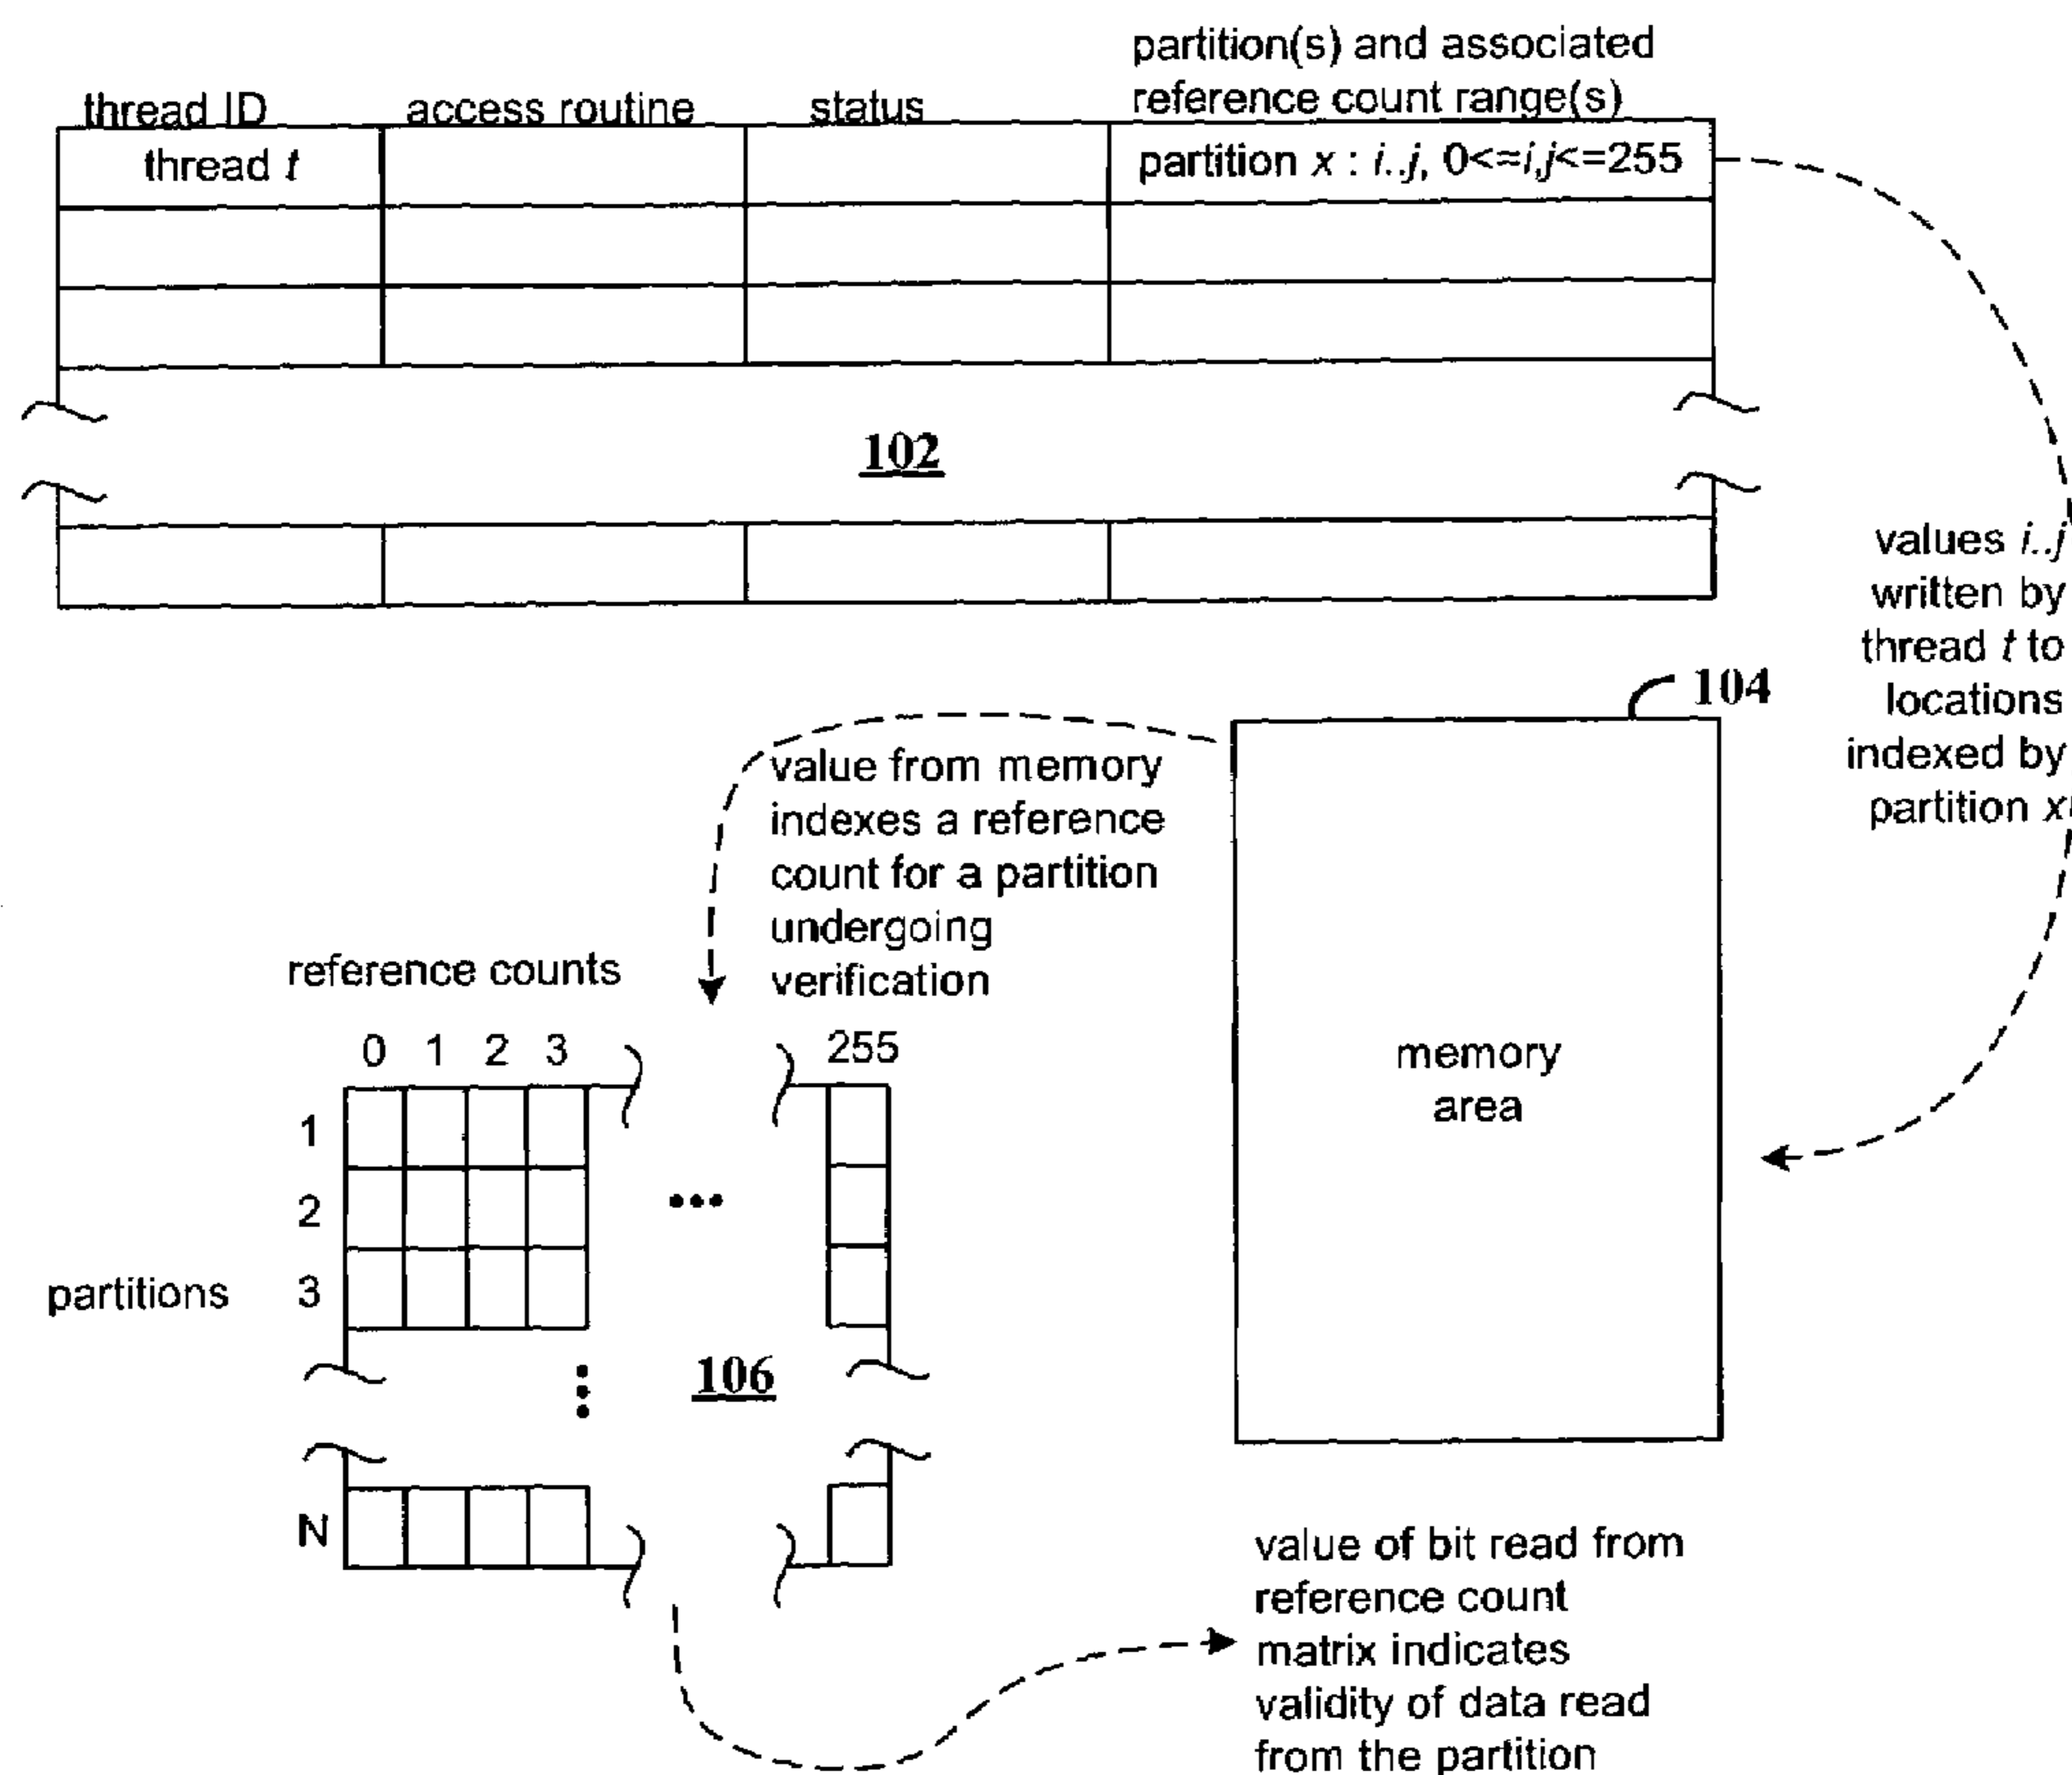 partition(s) and associated
reference count range(s)
thread ID access routine status
thread t partition x : i..j, 0<=i,j<=255
102
values i..j
written by
thread t to
locations
indexed by
partition x
104
value from memory
indexes a reference
count for a partition
undergoing
verification
memory
area
reference counts
0 1 2 3 255
1
2
•••
partitions 3
106
N
value of bit read from
reference count
matrix indicates
validity of data read
from the partition